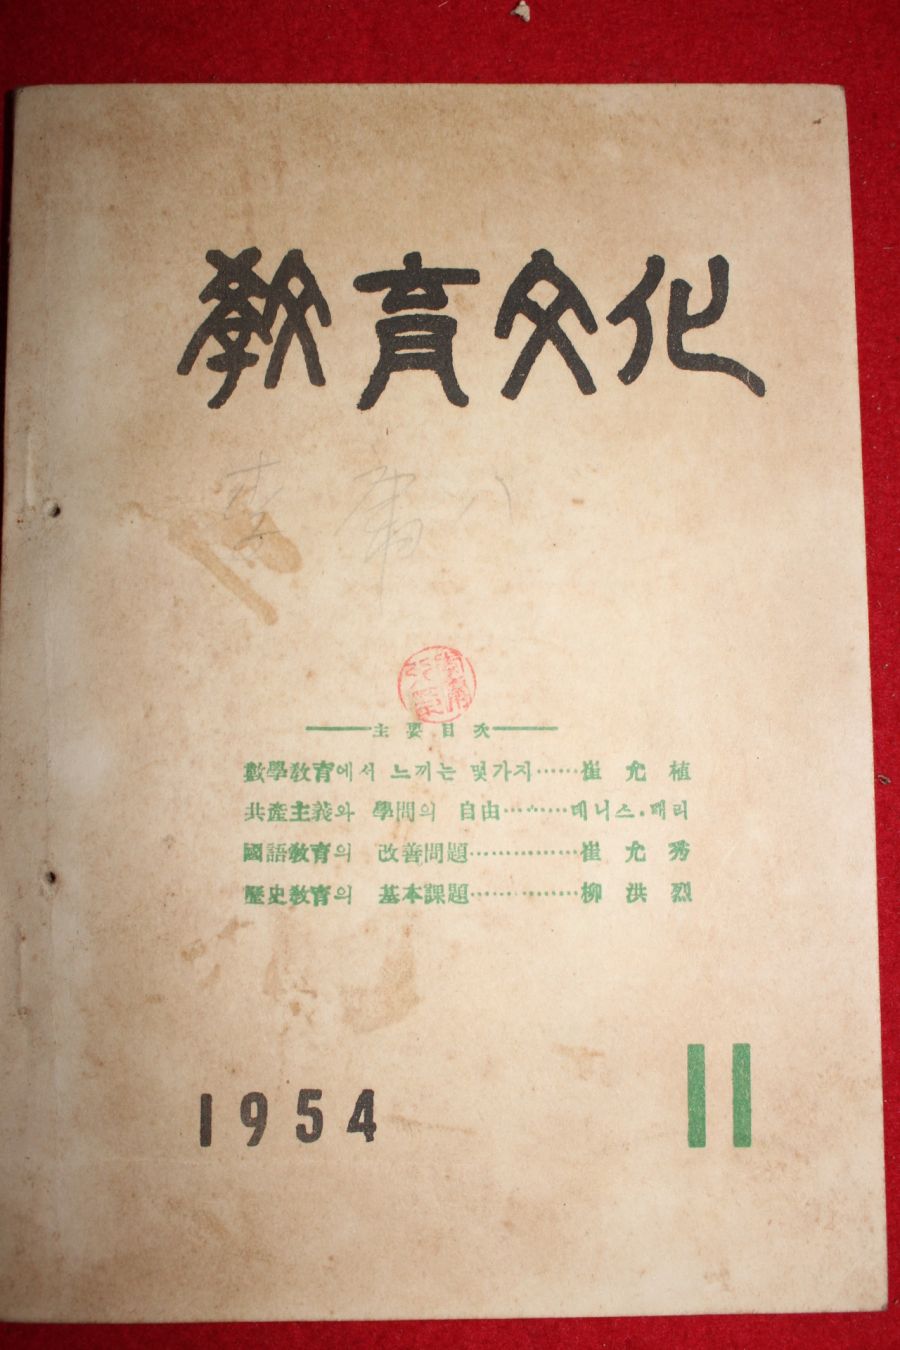 敎育文化
李
主要目次
數學敎育에서 느끼는 몇가지……崔允植
共産主義와 學問의 自由………데니스·패리
國語敎育의 改善問題……………崔允秀
歷史敎育의 基本課題……………柳洪烈
1954 11